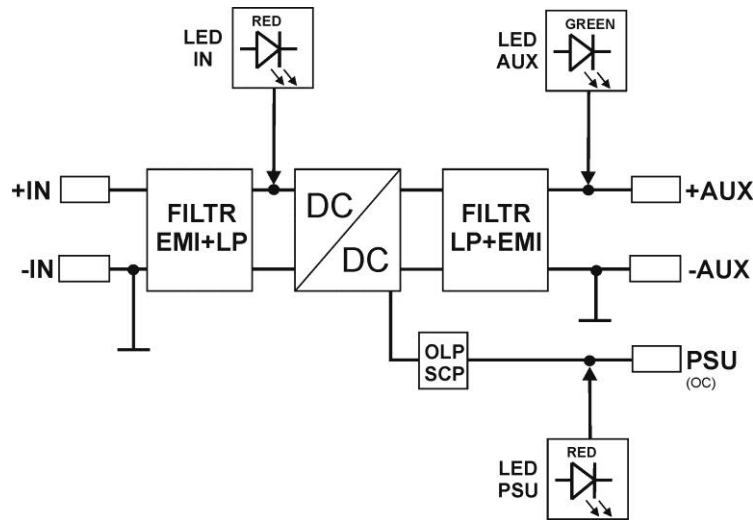 LED
IN
RED
LED
AUX
GREEN
+IN
-IN
FILTR
EMI+LP
DC
DC
FILTR
LP+EMI
+AUX
-AUX
OLP
SCP
PSU
(OC)
LED
PSU
RED